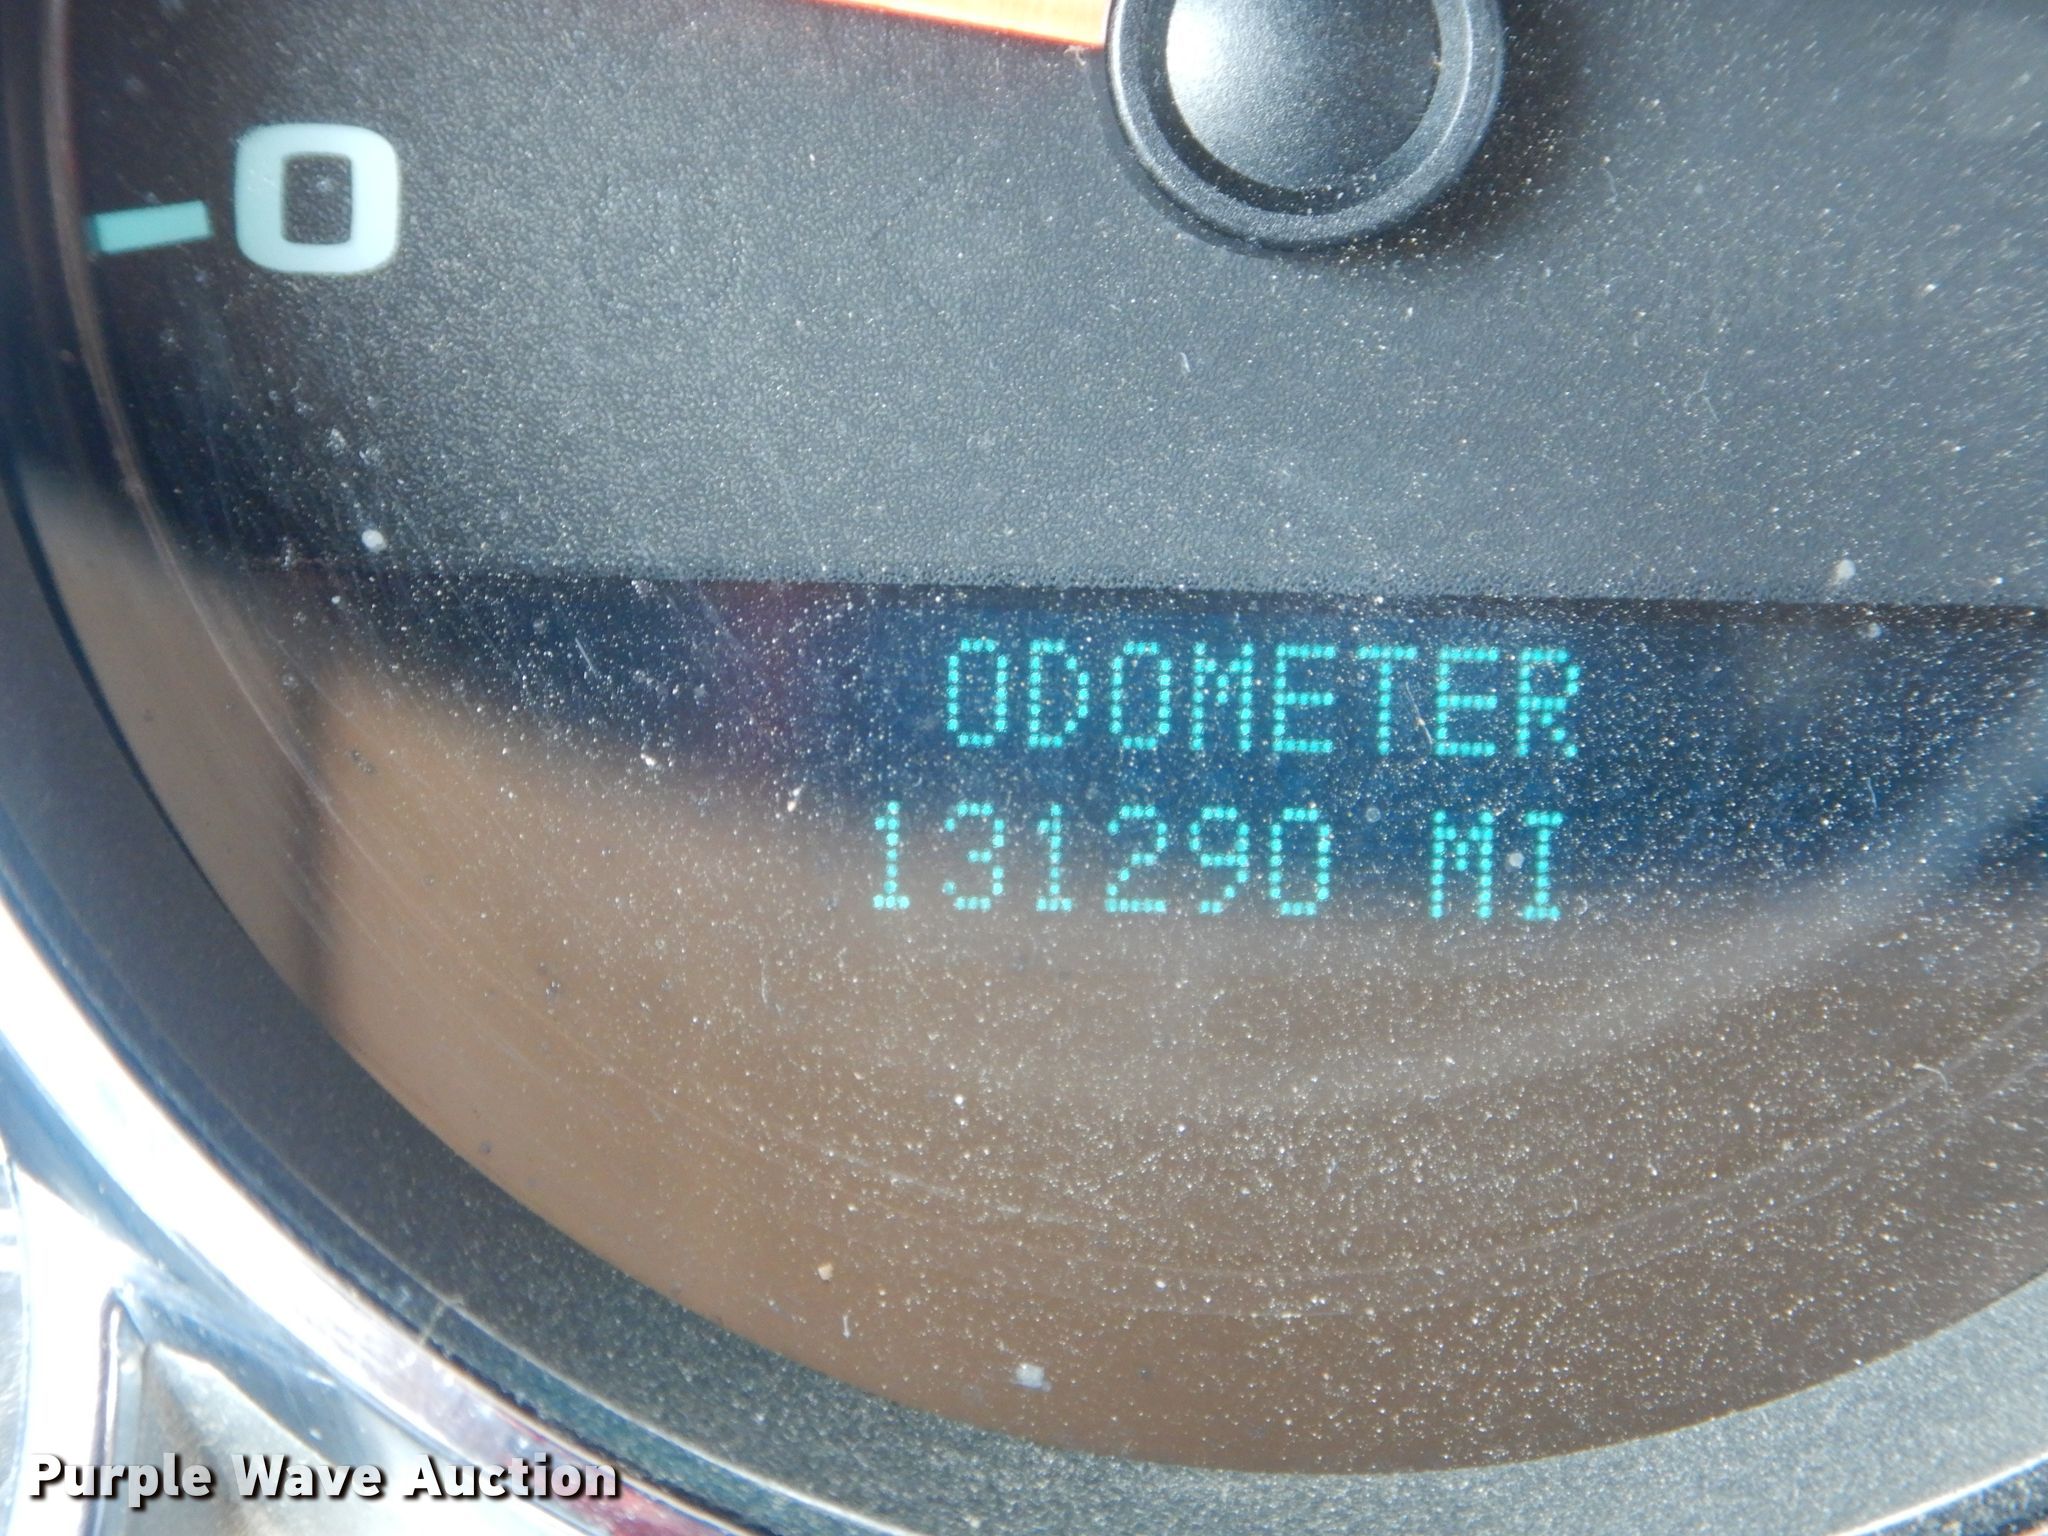 0
ODOMETER
131290 MI
Purple Wave Auction